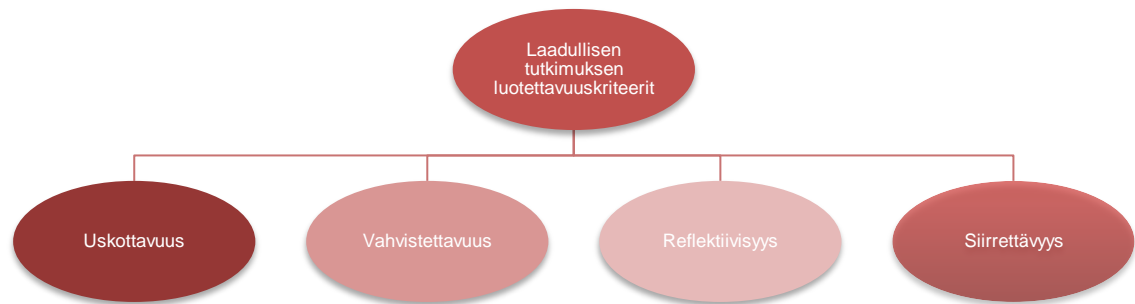 Laadullisen
tutkimuksen
luotettavuuskriteerit
Uskottavuus
Vahvistettavuus
Reflektiivisyys
Siirrettävyys